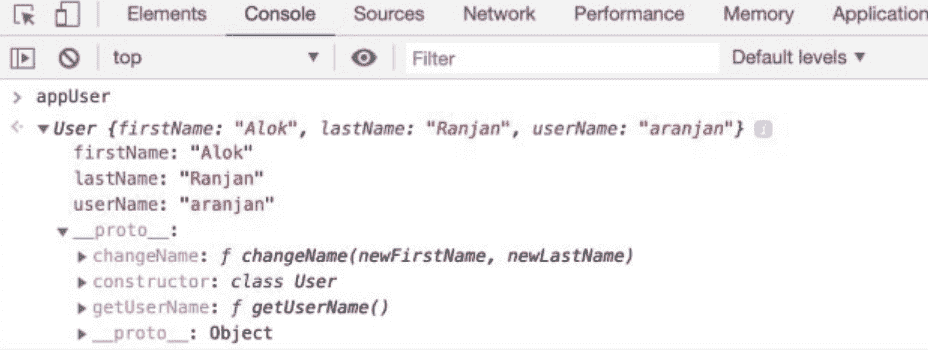 Elements Console Sources Network Performance Memory Application
top ▼ Filter Default levels ▼
> appUser
<· ▼User {firstName: "Alok", lastName: "Ranjan", userName: "aranjan"} i
firstName: "Alok"
lastName: "Ranjan"
userName: "aranjan"
▼__proto__:
▶changeName: ƒ changeName(newFirstName, newLastName)
▶constructor: class User
▶getUserName: ƒ getUserName()
▶__proto__: Object